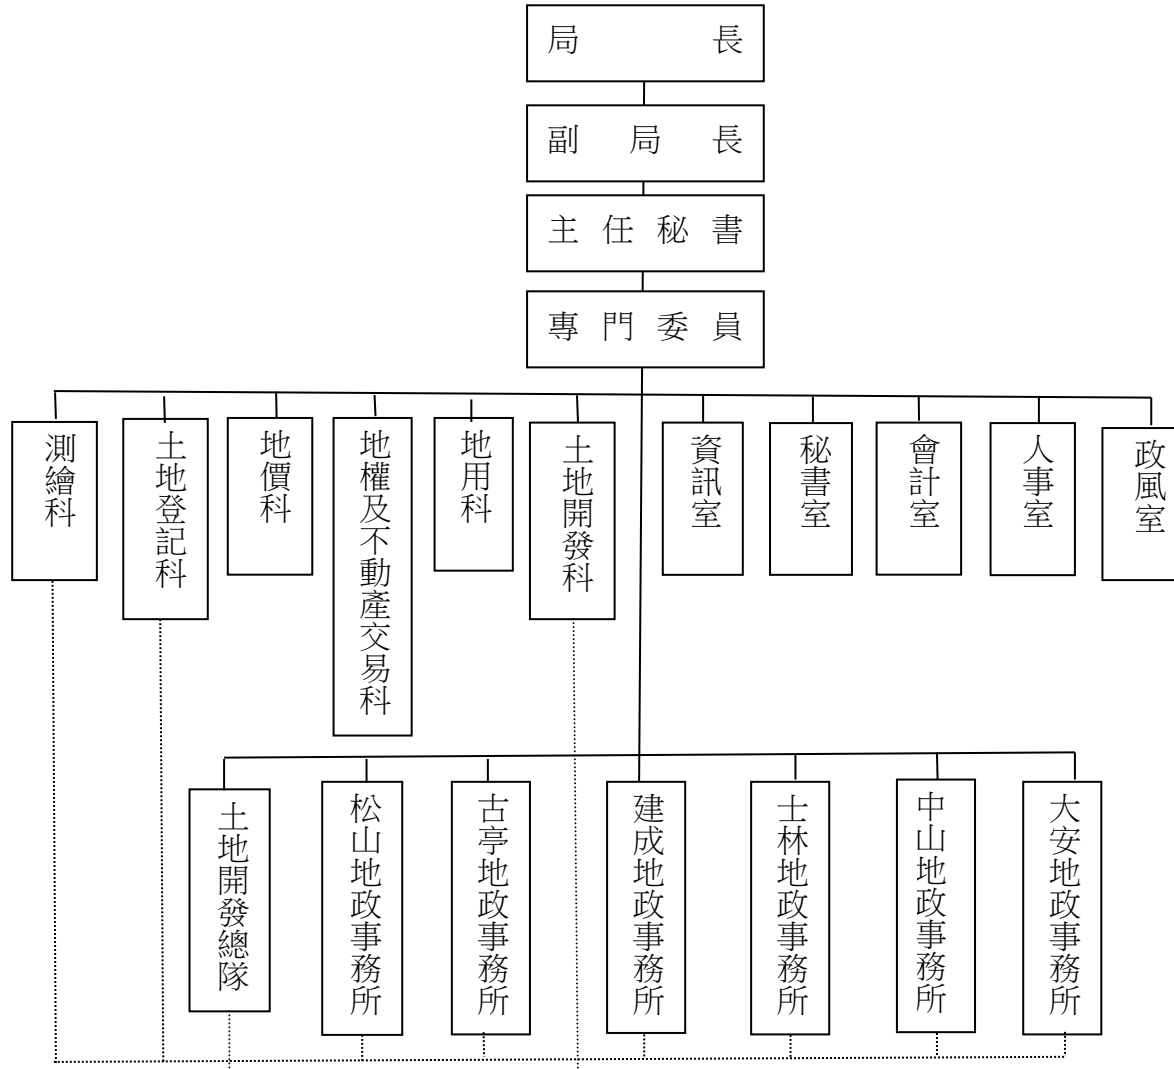 局長
副局長
主任秘書
專門委員
測繪科
土地登記科
地價科
地權及不動產交易科
地用科
土地開發科
資訊室
秘書室
會計室
人事室
政風室
土地開發總隊
松山地政事務所
古亭地政事務所
建成地政事務所
士林地政事務所
中山地政事務所
大安地政事務所